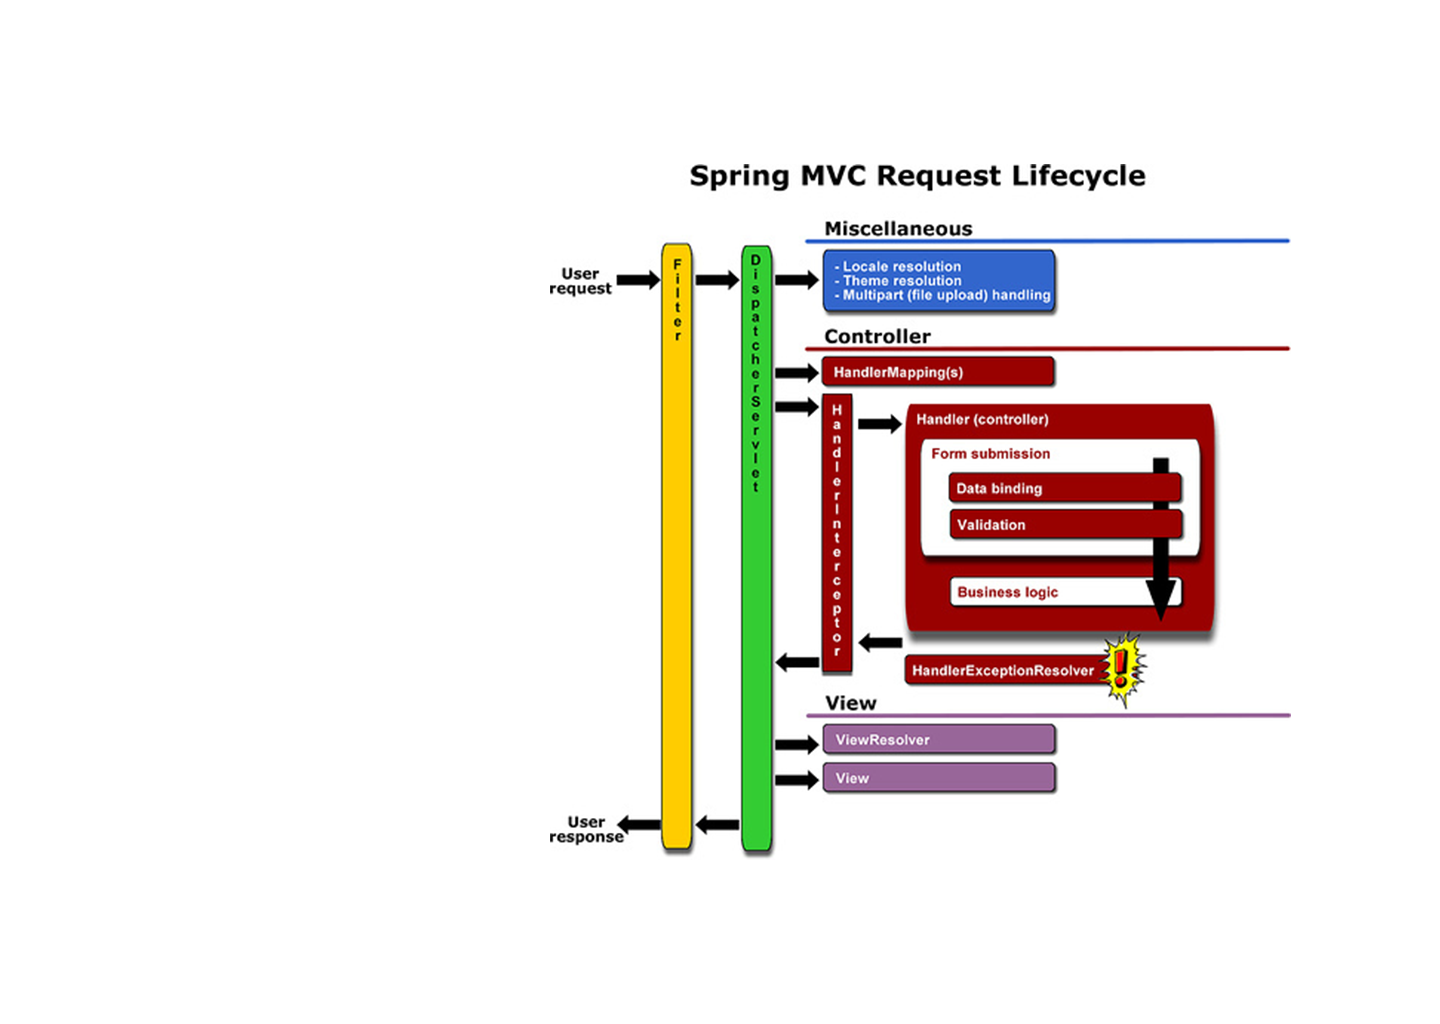 Spring MVC Request Lifecycle
Miscellaneous
User
request
Filter
DispatcherServlet
- Locale resolution
- Theme resolution
- Multipart (file upload) handling
Controller
HandlerMapping(s)
HandlerInterceptor
Handler (controller)
Form submission
Data binding
Validation
Business logic
HandlerExceptionResolver
!
View
ViewResolver
View
User
response